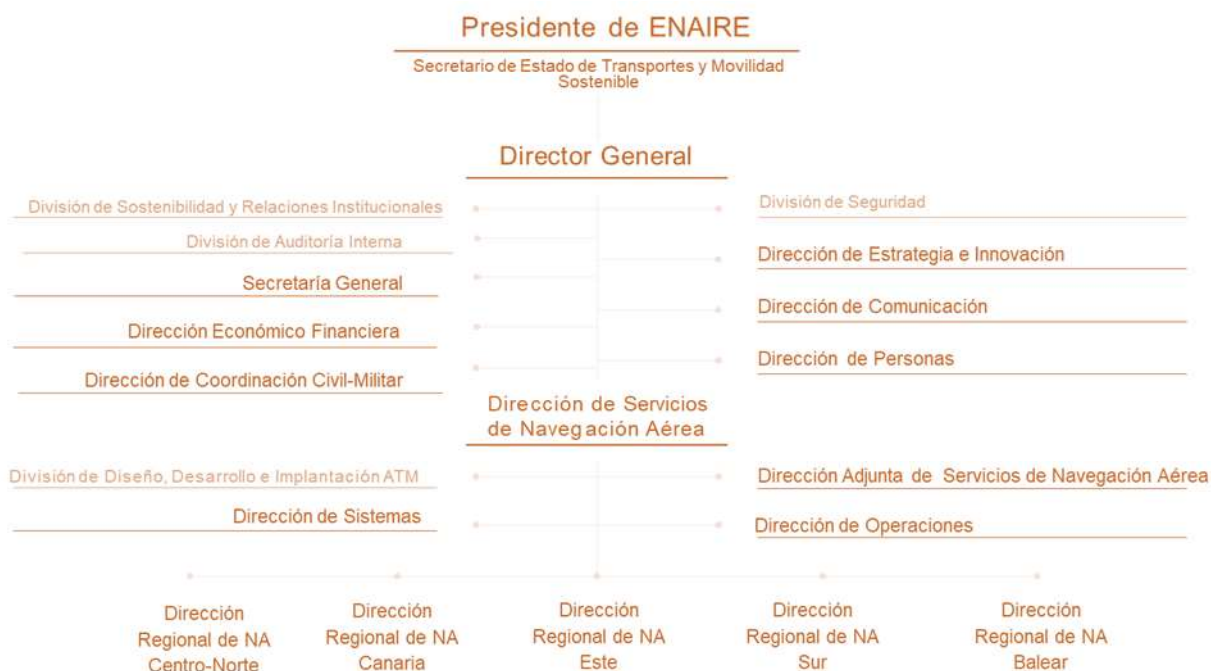 Presidente de ENAIRE
Secretario de Estado de Transportes y Movilidad
Sostenible
Director General
División de Sostenibilidad y Relaciones Institucionales
División de Auditoría Interna
Secretaría General
Dirección Económico Financiera
Dirección de Coordinación Civil-Militar
División de Seguridad
Dirección de Estrategia e Innovación
Dirección de Comunicación
Dirección de Personas
Dirección de Servicios
de Navegación Aérea
División de Diseño, Desarrollo e Implantación ATM
Dirección de Sistemas
Dirección Adjunta de Servicios de Navegación Aérea
Dirección de Operaciones
Dirección
Regional de NA
Centro-Norte
Dirección
Regional de NA
Canaria
Dirección
Regional de NA
Este
Dirección
Regional de NA
Sur
Dirección
Regional de NA
Balear